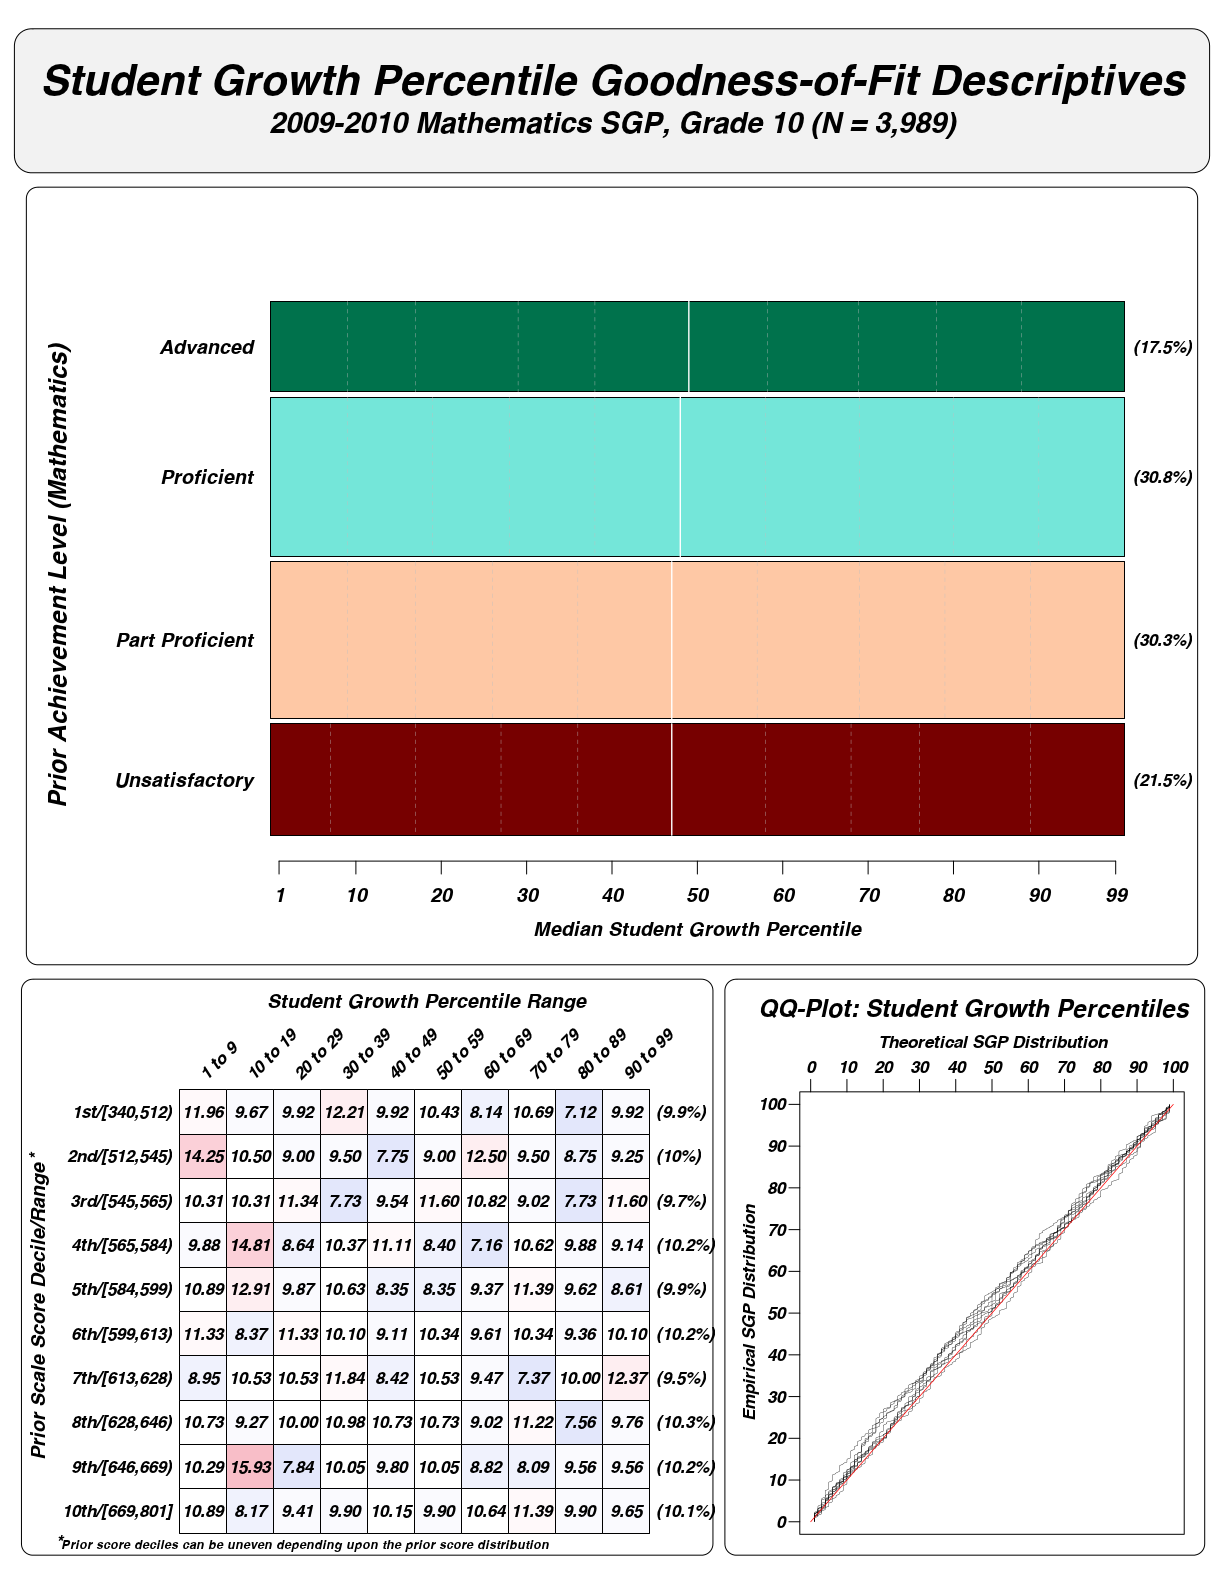 Student Growth Percentile Goodness-of-Fit Descriptives
2009-2010 Mathematics SGP, Grade 10 (N = 3,989)
Prior Achievement Level (Mathematics)
Advanced (17.5%)
Proficient (30.8%)
Part Proficient (30.3%)
Unsatisfactory (21.5%)
1 10 20 30 40 50 60 70 80 90 99
Median Student Growth Percentile
Student Growth Percentile Range
1 to 9 10 to 19 20 to 29 30 to 39 40 to 49 50 to 59 60 to 69 70 to 79 80 to 89 90 to 99
Prior Scale Score Decile/Range*
1st/[340,512) 11.96 9.67 9.92 12.21 9.92 10.43 8.14 10.69 7.12 9.92 (9.9%)
2nd/[512,545) 14.25 10.50 9.00 9.50 7.75 9.00 12.50 9.50 8.75 9.25 (10%)
3rd/[545,565) 10.31 10.31 11.34 7.73 9.54 11.60 10.82 9.02 7.73 11.60 (9.7%)
4th/[565,584) 9.88 14.81 8.64 10.37 11.11 8.40 7.16 10.62 9.88 9.14 (10.2%)
5th/[584,599) 10.89 12.91 9.87 10.63 8.35 8.35 9.37 11.39 9.62 8.61 (9.9%)
6th/[599,613) 11.33 8.37 11.33 10.10 9.11 10.34 9.61 10.34 9.36 10.10 (10.2%)
7th/[613,628) 8.95 10.53 10.53 11.84 8.42 10.53 9.47 7.37 10.00 12.37 (9.5%)
8th/[628,646) 10.73 9.27 10.00 10.98 10.73 10.73 9.02 11.22 7.56 9.76 (10.3%)
9th/[646,669) 10.29 15.93 7.84 10.05 9.80 10.05 8.82 8.09 9.56 9.56 (10.2%)
10th/[669,801] 10.89 8.17 9.41 9.90 10.15 9.90 10.64 11.39 9.90 9.65 (10.1%)
*Prior score deciles can be uneven depending upon the prior score distribution
QQ-Plot: Student Growth Percentiles
Theoretical SGP Distribution
0 10 20 30 40 50 60 70 80 90 100
Empirical SGP Distribution
100
90
80
70
60
50
40
30
20
10
0